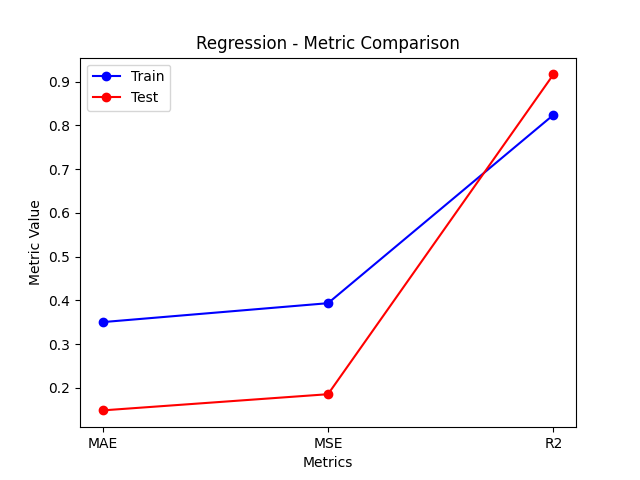 Regression - Metric Comparison
Train
Test
0.9
0.8
0.7
0.6
0.5
0.4
0.3
0.2
Metric Value
MAE
MSE
R2
Metrics